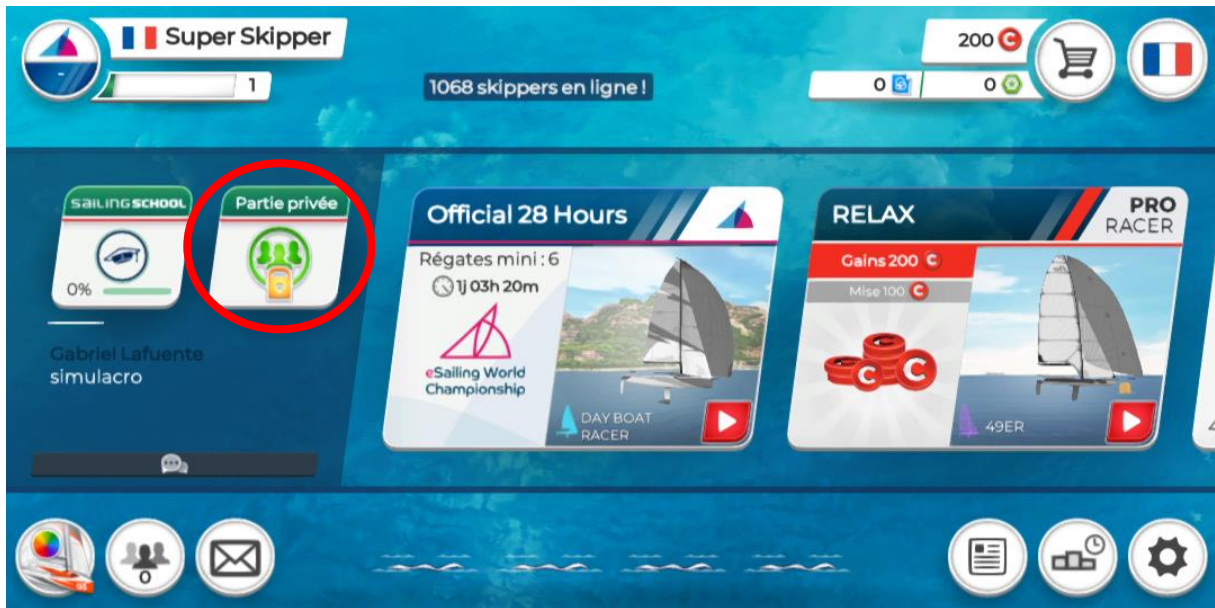 Super Skipper
1
1068 skippers en ligne !
200
0
0
SaILING SCHOOL
0%
Partie privée
Gabriel Lafuente
simulacro
Official 28 Hours
Régates mini : 6
1j 03h 20m
eSailing World
Championship
DAY BOAT
RACER
RELAX
PRO
RACER
Gains 200 C
Mise 100 C
C
C
49ER
0